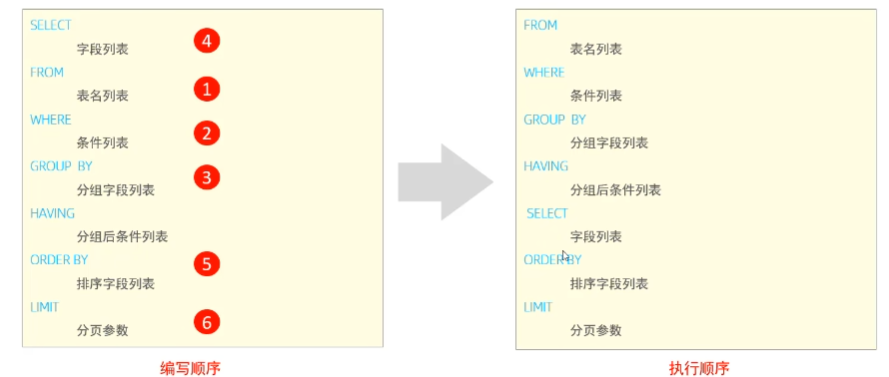 SELECT
字段列表
4
FROM
表名列表
1
WHERE
条件列表
2
GROUP BY
分组字段列表
3
HAVING
分组后条件列表
ORDER BY
排序字段列表
5
LIMIT
分页参数
6
编写顺序
FROM
表名列表
WHERE
条件列表
GROUP BY
分组字段列表
HAVING
分组后条件列表
SELECT
字段列表
ORDER BY
排序字段列表
LIMIT
分页参数
执行顺序